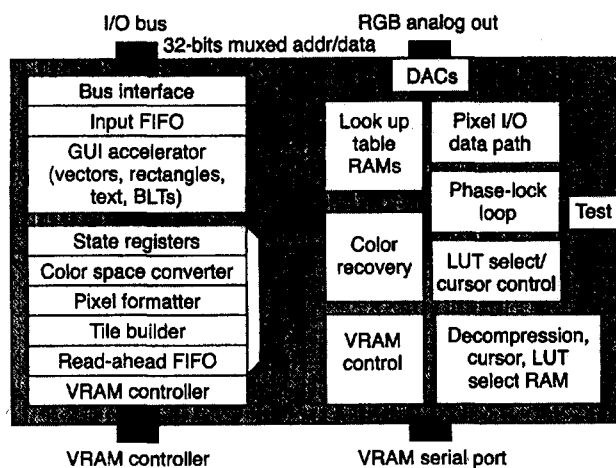 I/O bus
RGB analog out
32-bits muxed addr/data
DACs
Bus interface
Input FIFO
GUI accelerator
(vectors, rectangles,
text, BLTs)
State registers
Color space converter
Pixel formatter
Tile builder
Read-ahead FIFO
VRAM controller
Look up
table
RAMs
Pixel I/O
data path
Phase-lock
loop
Test
Color
recovery
LUT select/
cursor control
VRAM
control
Decompression,
cursor, LUT
select RAM
VRAM controller
VRAM serial port